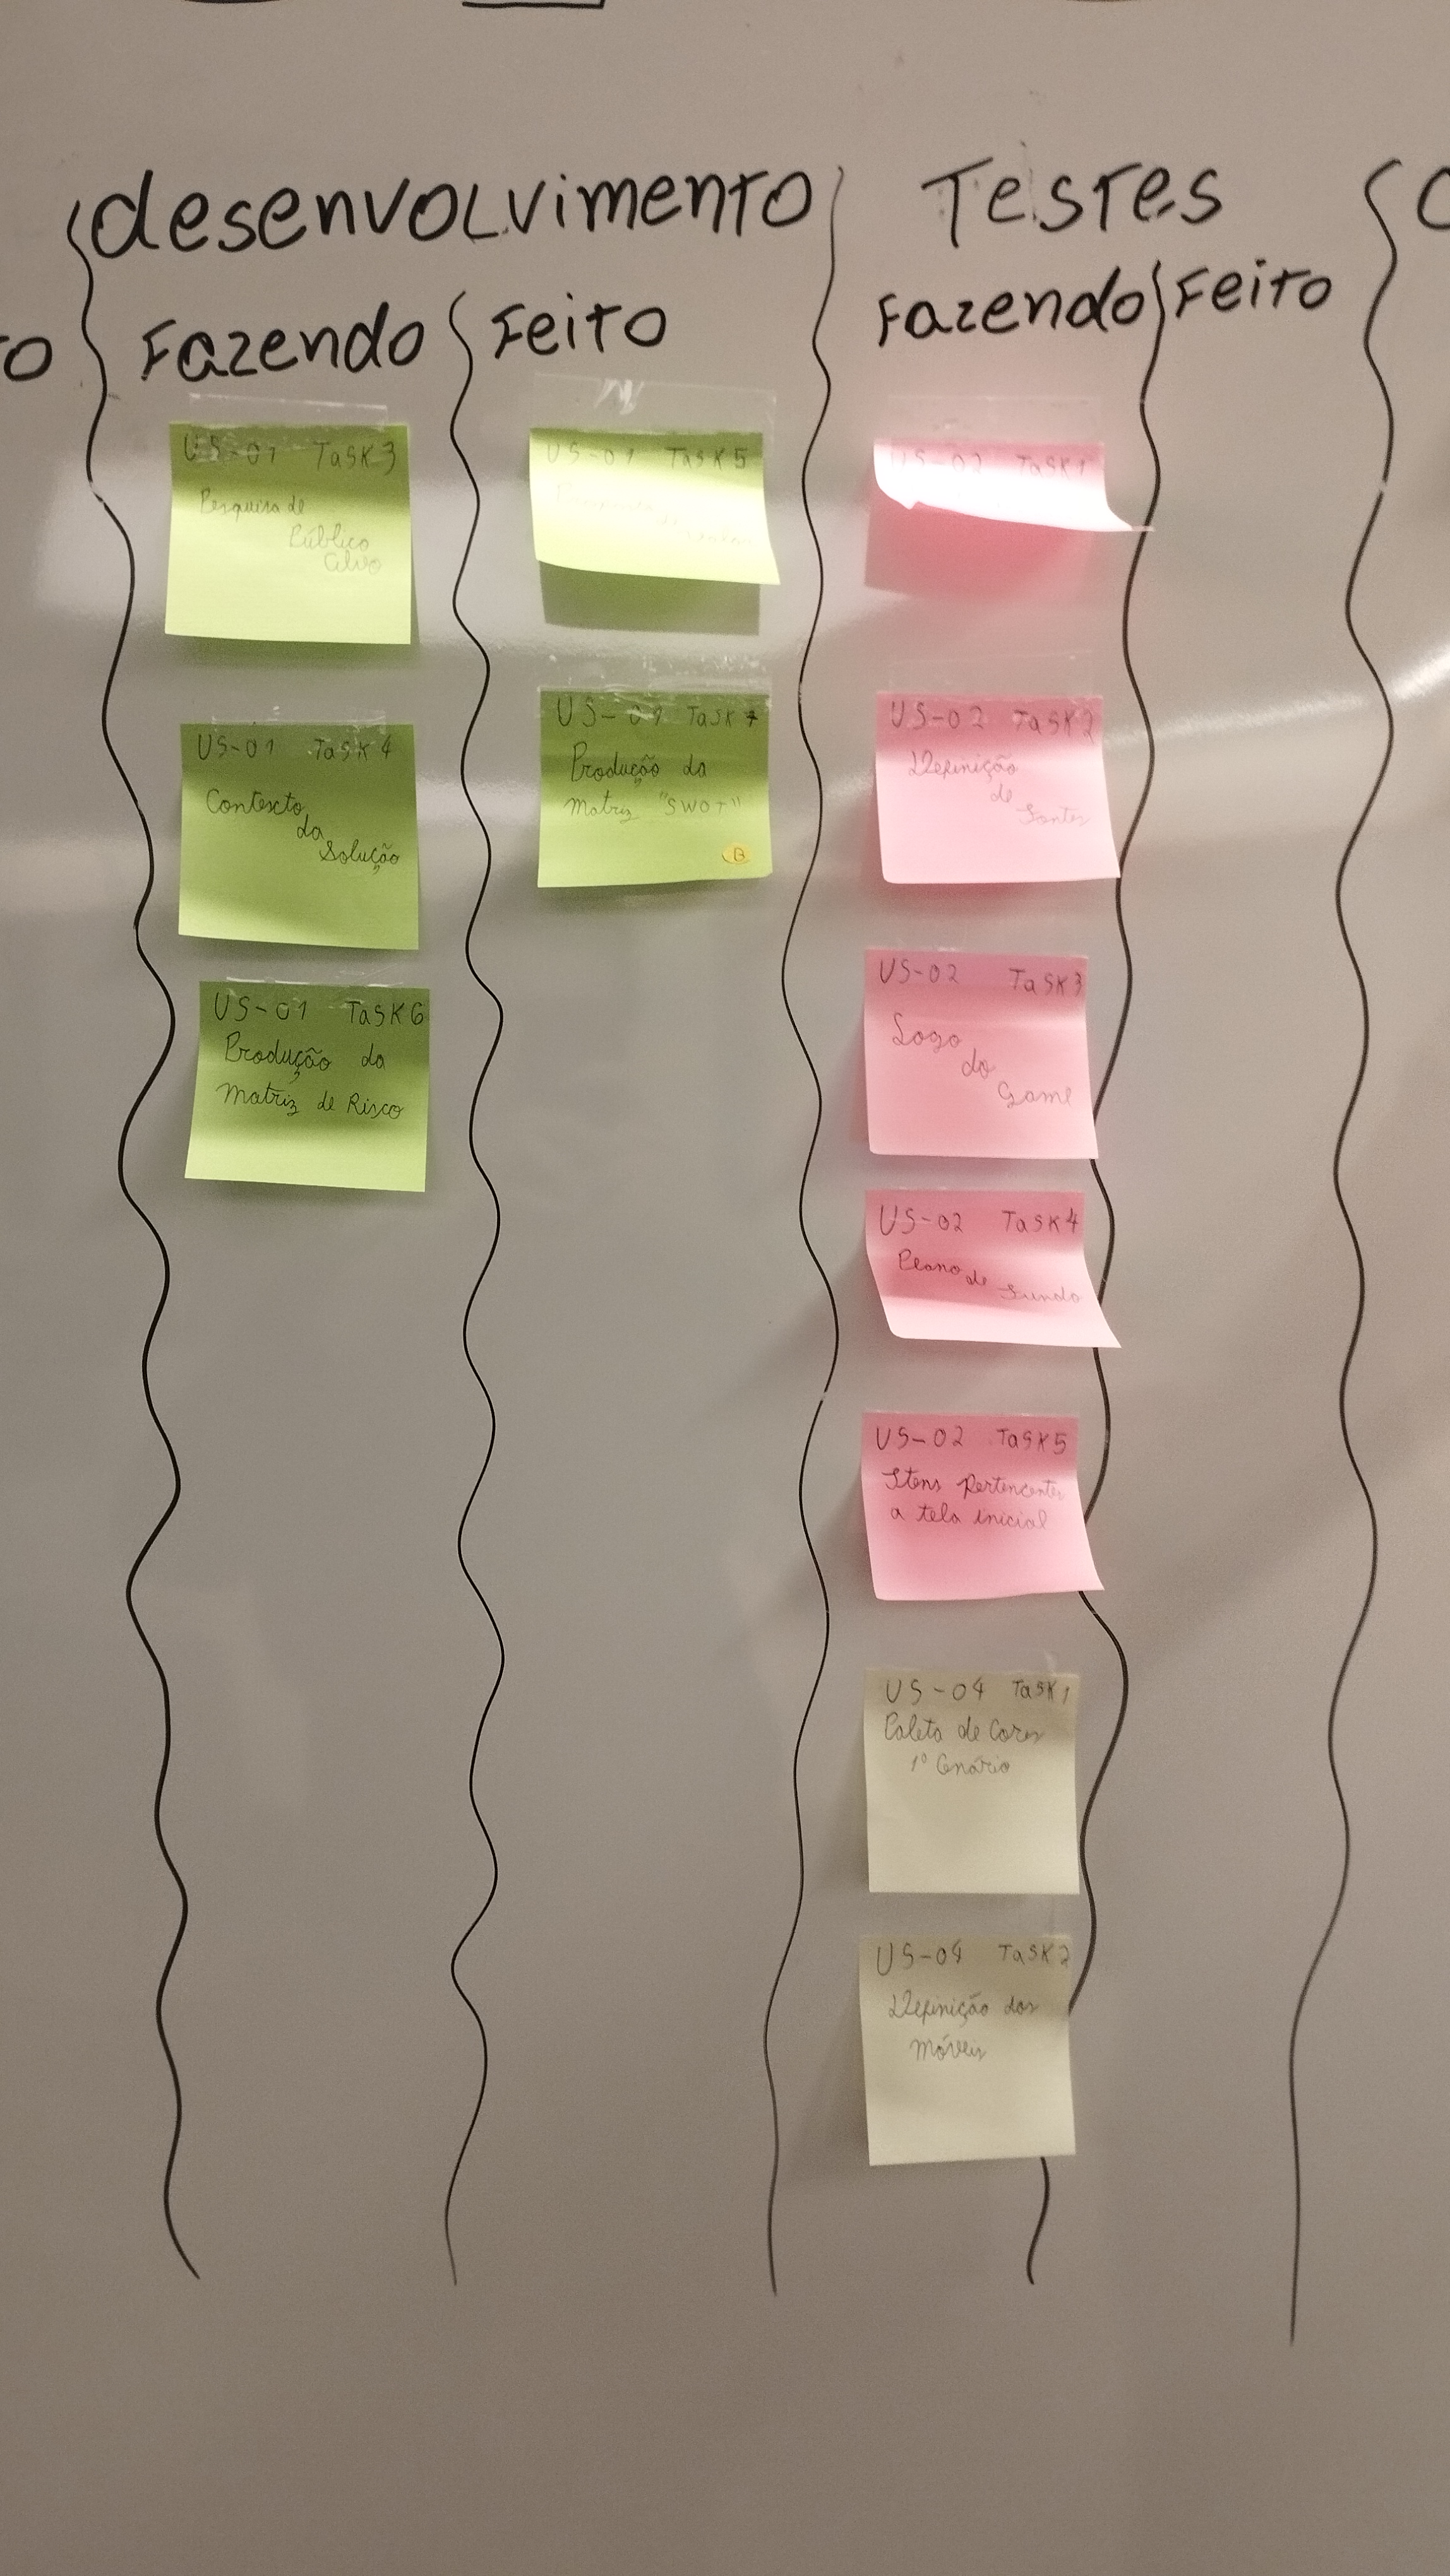 desenvolvimento
Testes
Fazendo
Feito
Fazendo
Feito
US-01 Task 3
Pesquisa de
Público
Alvo
US-01 Task 4
Contexto
da
Solução
US-01 Task 6
Produção da
Matriz de Risco
US-01 Task 5
US-01 Task 7
Produção da
Matriz "SWOT"
B
US-02 Task 1
US-02 Task 2
Definição
de
Fontes
US-02 Task 3
Logo
do
Game
US-02 Task 4
Plano de Fundo
US-02 Task 5
Itens Pertencentes
a tela inicial
US-04 Task 1
Paleta de Cores
1º Cenário
US-04 Task 2
Definição dos
móveis